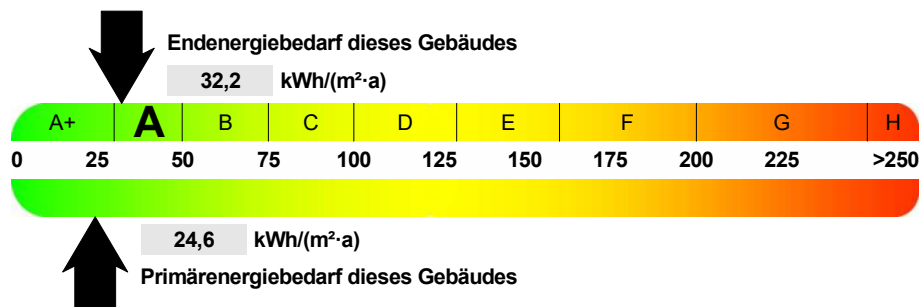 Endenergiebedarf dieses Gebäudes
32,2 kWh/(m²·a)
A+ A B C D E F G H
0 25 50 75 100 125 150 175 200 225 >250
24,6 kWh/(m²·a)
Primärenergiebedarf dieses Gebäudes